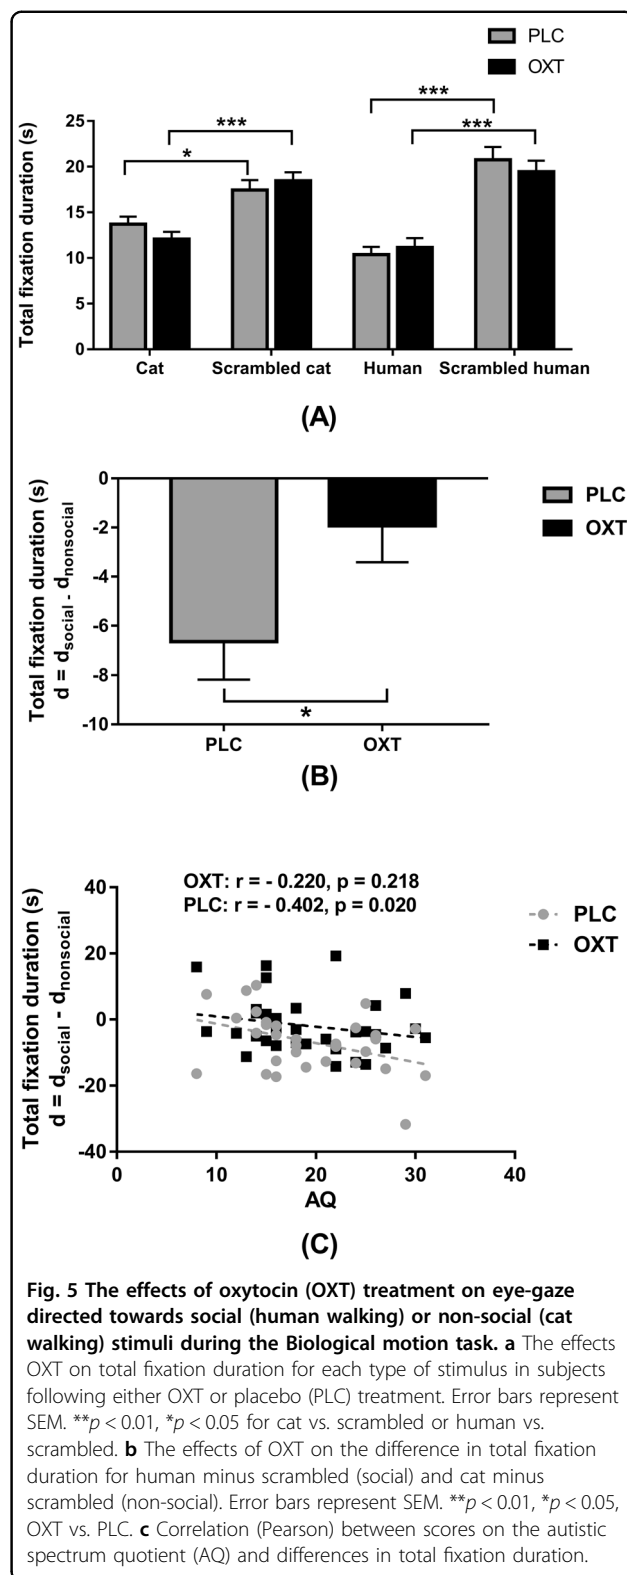 PLC
OXT
Total fixation duration (s)
25
20
15
10
5
0
*
***
***
***
Cat Scrambled cat Human Scrambled human
(A)
Total fixation duration (s)
d = d_social - d_nonsocial
0
-2
-4
-6
-8
-10
PLC
OXT
*
PLC OXT
(B)
OXT: r = - 0.220, p = 0.218
PLC: r = - 0.402, p = 0.020
Total fixation duration (s)
d = d_social - d_nonsocial
40
20
0
-20
-40
PLC
OXT
0 10 20 30 40
AQ
(C)
Fig. 5 The effects of oxytocin (OXT) treatment on eye-gaze
directed towards social (human walking) or non-social (cat
walking) stimuli during the Biological motion task. a The effects
OXT on total fixation duration for each type of stimulus in subjects
following either OXT or placebo (PLC) treatment. Error bars represent
SEM. **p < 0.01, *p < 0.05 for cat vs. scrambled or human vs.
scrambled. b The effects of OXT on the difference in total fixation
duration for human minus scrambled (social) and cat minus
scrambled (non-social). Error bars represent SEM. **p < 0.01, *p < 0.05,
OXT vs. PLC. c Correlation (Pearson) between scores on the autistic
spectrum quotient (AQ) and differences in total fixation duration.